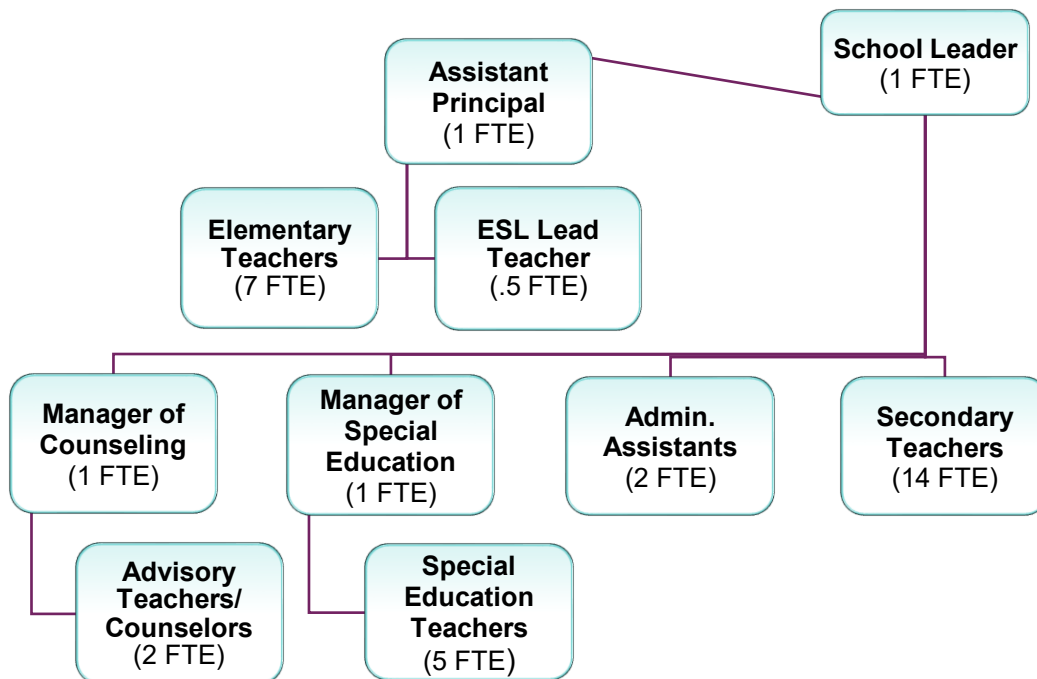 School Leader
(1 FTE)
Assistant
Principal
(1 FTE)
Elementary
Teachers
(7 FTE)
ESL Lead
Teacher
(.5 FTE)
Manager of
Counseling
(1 FTE)
Manager of
Special
Education
(1 FTE)
Admin.
Assistants
(2 FTE)
Secondary
Teachers
(14 FTE)
Advisory
Teachers/
Counselors
(2 FTE)
Special
Education
Teachers
(5 FTE)